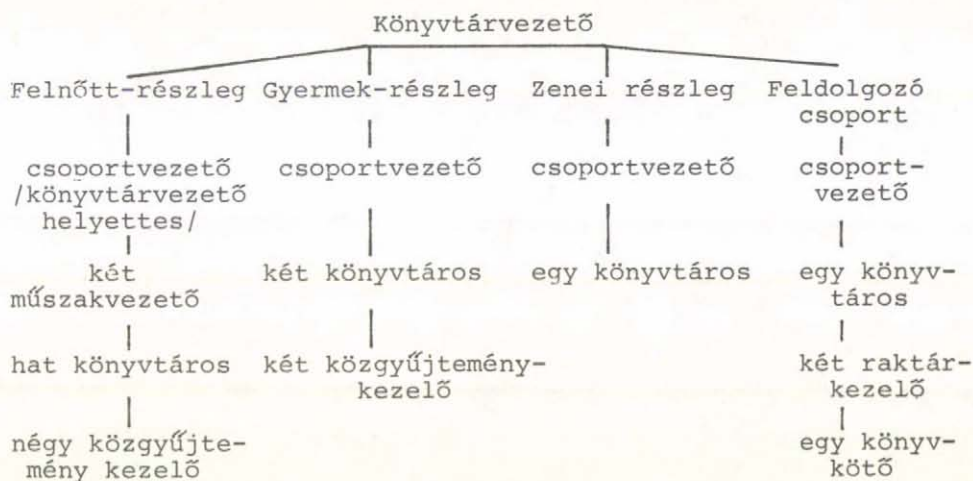 Könyvtárvezető
Felnőtt-részleg Gyermek-részleg Zenei részleg Feldolgozó
csoport
csoportvezető csoportvezető csoportvezető csoport-
/könyvtárvezető vezető
helyettes/
két két könyvtáros egy könyvtáros egy könyv-
műszakvezető táros
hat könyvtáros két közgyűjtemény- két raktár-
kezelő kezelő
négy közgyűjte- egy könyv-
mény kezelő kötő